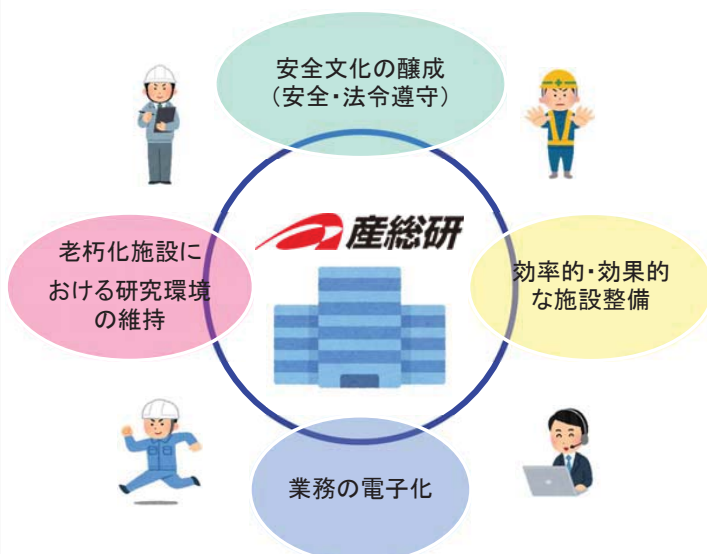 安全文化の醸成
(安全・法令遵守)
産総研
老朽化施設に
おける研究環境
の維持
効率的・効果的
な施設整備
業務の電子化